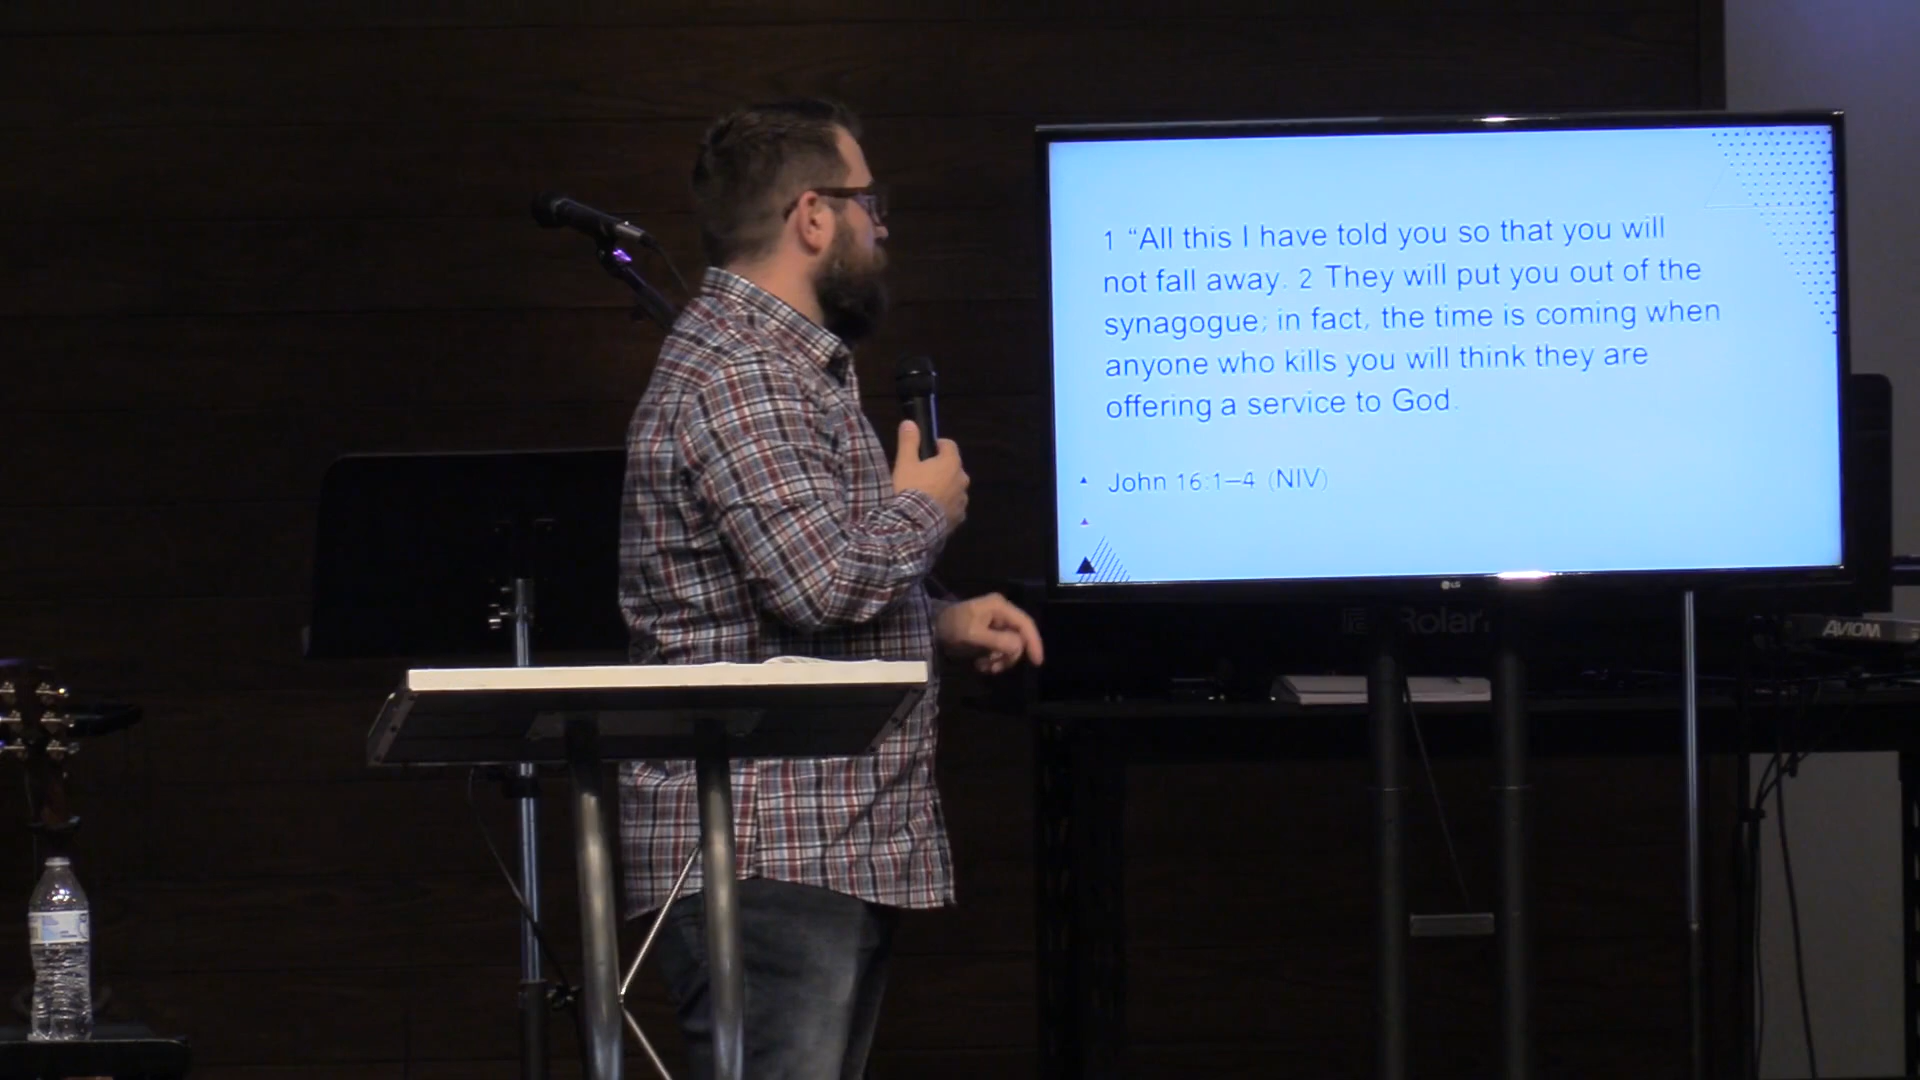 1 “All this I have told you so that you will
not fall away. 2 They will put you out of the
synagogue; in fact, the time is coming when
anyone who kills you will think they are
offering a service to God.
John 16:1–4 (NIV)
LG
Roland
AVIOM